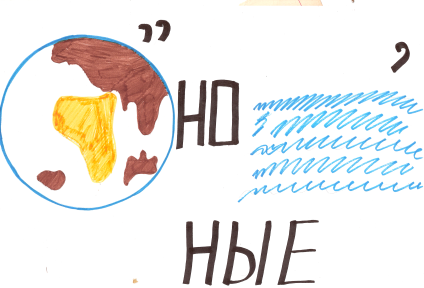 ,, НО ,
НЫЕ